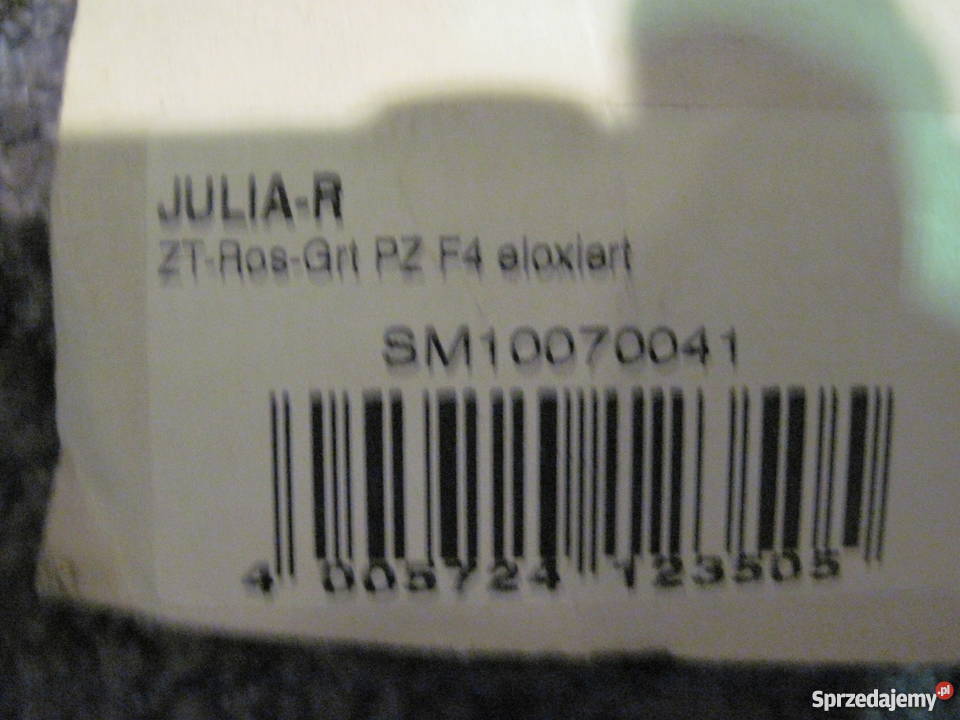 JULIA-R
ZT-Ros-Grt PZ F4 eloxiert
SM10070041
4 005724 123505
Sprzedajemy.pl